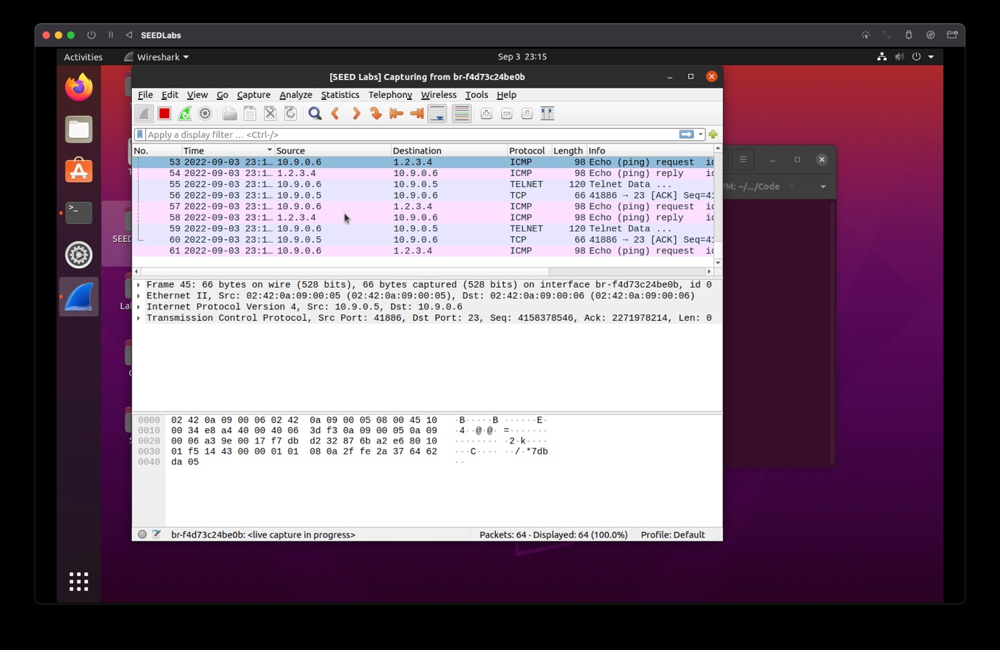 SEEDLabs
Activities Wireshark Sep 3 23:15
[SEED Labs] Capturing from br-f4d73c24be0b
File Edit View Go Capture Analyze Statistics Telephony Wireless Tools Help
Apply a display filter … <Ctrl-/>
No. Time Source Destination Protocol Length Info
53 2022-09-03 23:1… 10.9.0.6 1.2.3.4 ICMP 98 Echo (ping) request
54 2022-09-03 23:1… 1.2.3.4 10.9.0.6 ICMP 98 Echo (ping) reply
55 2022-09-03 23:1… 10.9.0.6 10.9.0.5 TELNET 120 Telnet Data ...
56 2022-09-03 23:1… 10.9.0.5 10.9.0.6 TCP 66 41886 → 23 [ACK] Seq=41
57 2022-09-03 23:1… 10.9.0.6 1.2.3.4 ICMP 98 Echo (ping) request
58 2022-09-03 23:1… 1.2.3.4 10.9.0.6 ICMP 98 Echo (ping) reply
59 2022-09-03 23:1… 10.9.0.6 10.9.0.5 TELNET 120 Telnet Data ...
60 2022-09-03 23:1… 10.9.0.5 10.9.0.6 TCP 66 41886 → 23 [ACK] Seq=41
61 2022-09-03 23:1… 10.9.0.6 1.2.3.4 ICMP 98 Echo (ping) request
M: ~/.../Code
SEED
La
Frame 45: 66 bytes on wire (528 bits), 66 bytes captured (528 bits) on interface br-f4d73c24be0b, id 0
Ethernet II, Src: 02:42:0a:09:00:05 (02:42:0a:09:00:05), Dst: 02:42:0a:09:00:06 (02:42:0a:09:00:06)
Internet Protocol Version 4, Src: 10.9.0.5, Dst: 10.9.0.6
Transmission Control Protocol, Src Port: 41886, Dst Port: 23, Seq: 4158378546, Ack: 2271978214, Len: 0
0000 02 42 0a 09 00 06 02 42 0a 09 00 05 08 00 45 10 ·B·····B ······E·
0010 00 34 e8 a4 40 00 40 06 3d f3 0a 09 00 05 0a 09 ·4··@·@· =·······
0020 00 06 a3 9e 00 17 f7 db d2 32 87 6b a2 e6 80 10 ········ ·2·k····
0030 01 f5 14 43 00 00 01 01 08 0a 2f fe 2a 37 64 62 ···C···· ··/·*7db
0040 da 05 ··
br-f4d73c24be0b: <live capture in progress> Packets: 64 · Displayed: 64 (100.0%) Profile: Default